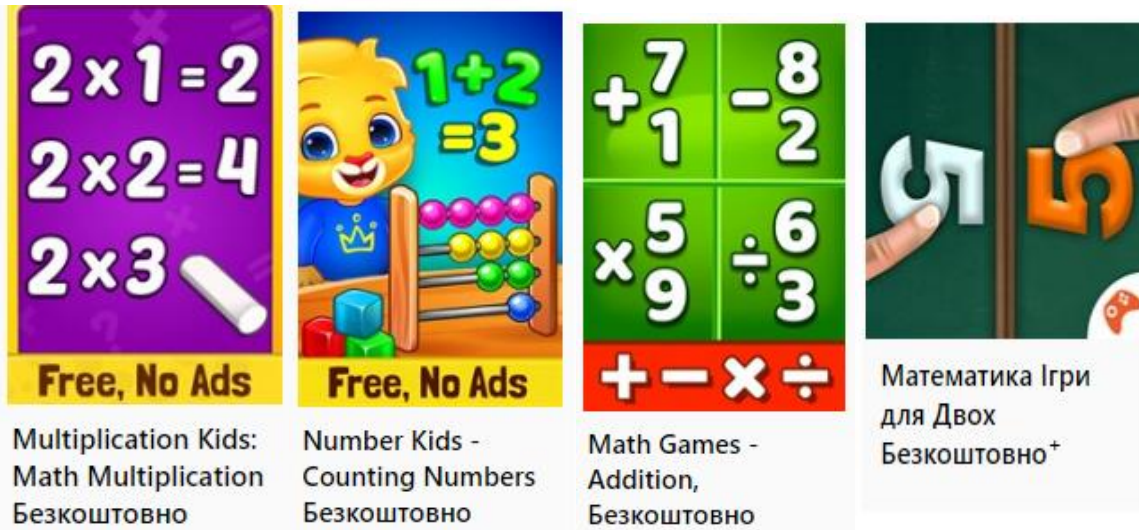 2 x 1 = 2
2 x 2 = 4
2 x 3
Free, No Ads
Multiplication Kids:
Math Multiplication
Безкоштовно
1+2
=3
Free, No Ads
Number Kids -
Counting Numbers
Безкоштовно
+ 7
1
- 8
2
x 5
9
÷ 6
3
+ - x ÷
Math Games -
Addition,
Безкоштовно
5
5
Математика Ігри
для Двох
Безкоштовно⁺